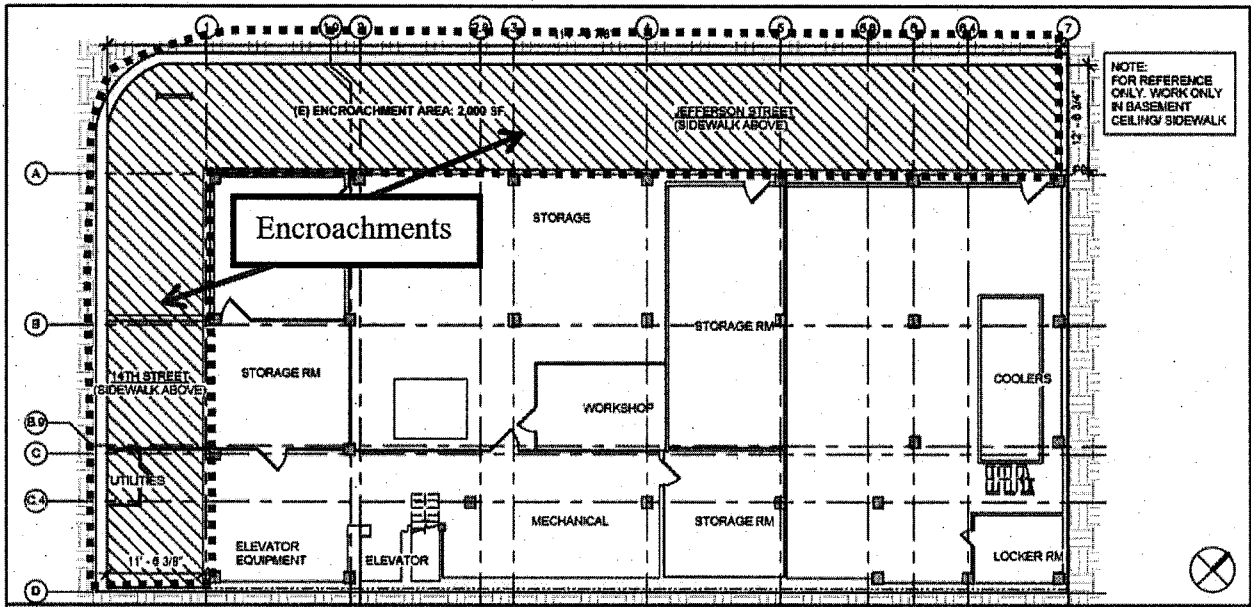 1
2
3
4
5
7
NOTE:
FOR REFERENCE
ONLY. WORK ONLY
IN BASEMENT
CEILING/ SIDEWALK
(E) ENCROACHMENT AREA: 2,000 SF
JEFFERSON STREET
(SIDEWALK ABOVE)
12' - 6 3/4"
A
Encroachments
STORAGE
B
STORAGE RM
14TH STREET
(SIDEWALK ABOVE)
STORAGE RM
COOLERS
WORKSHOP
B.9
C
UTILITIES
C.4
MECHANICAL
STORAGE RM
ELEVATOR
EQUIPMENT
ELEVATOR
LOCKER RM
11' - 6 3/8"
D